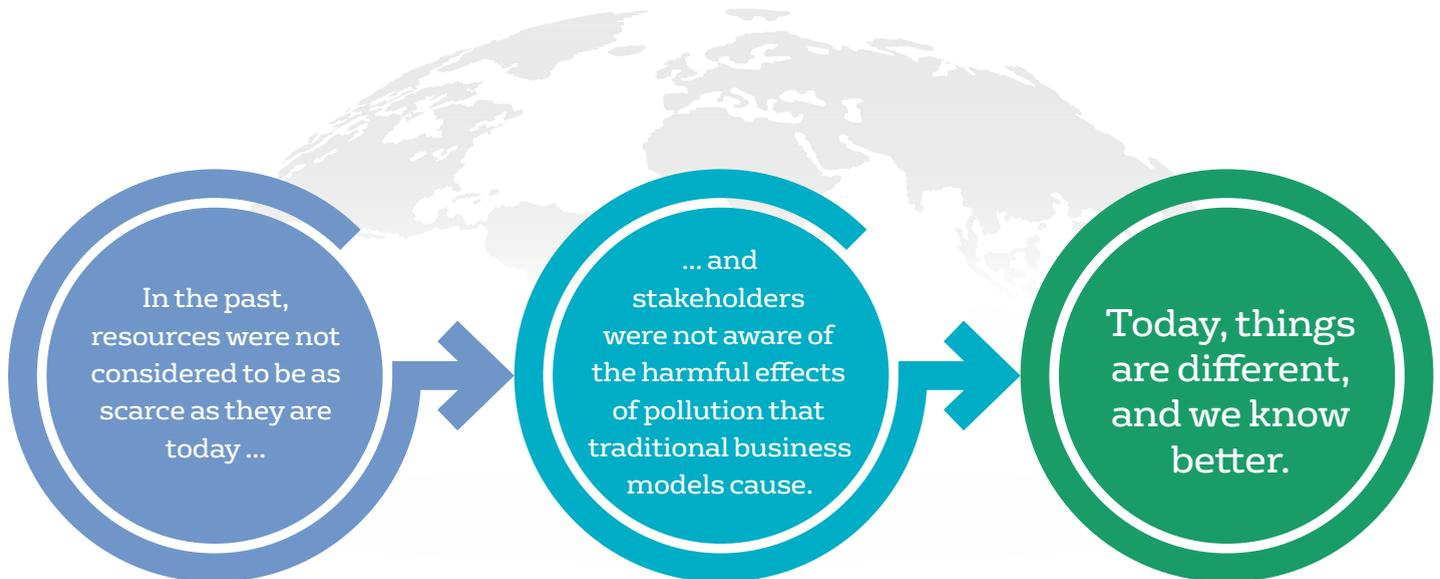 In the past,
resources were not
considered to be as
scarce as they are
today ...
... and
stakeholders
were not aware of
the harmful effects
of pollution that
traditional business
models cause.
Today, things
are different,
and we know
better.